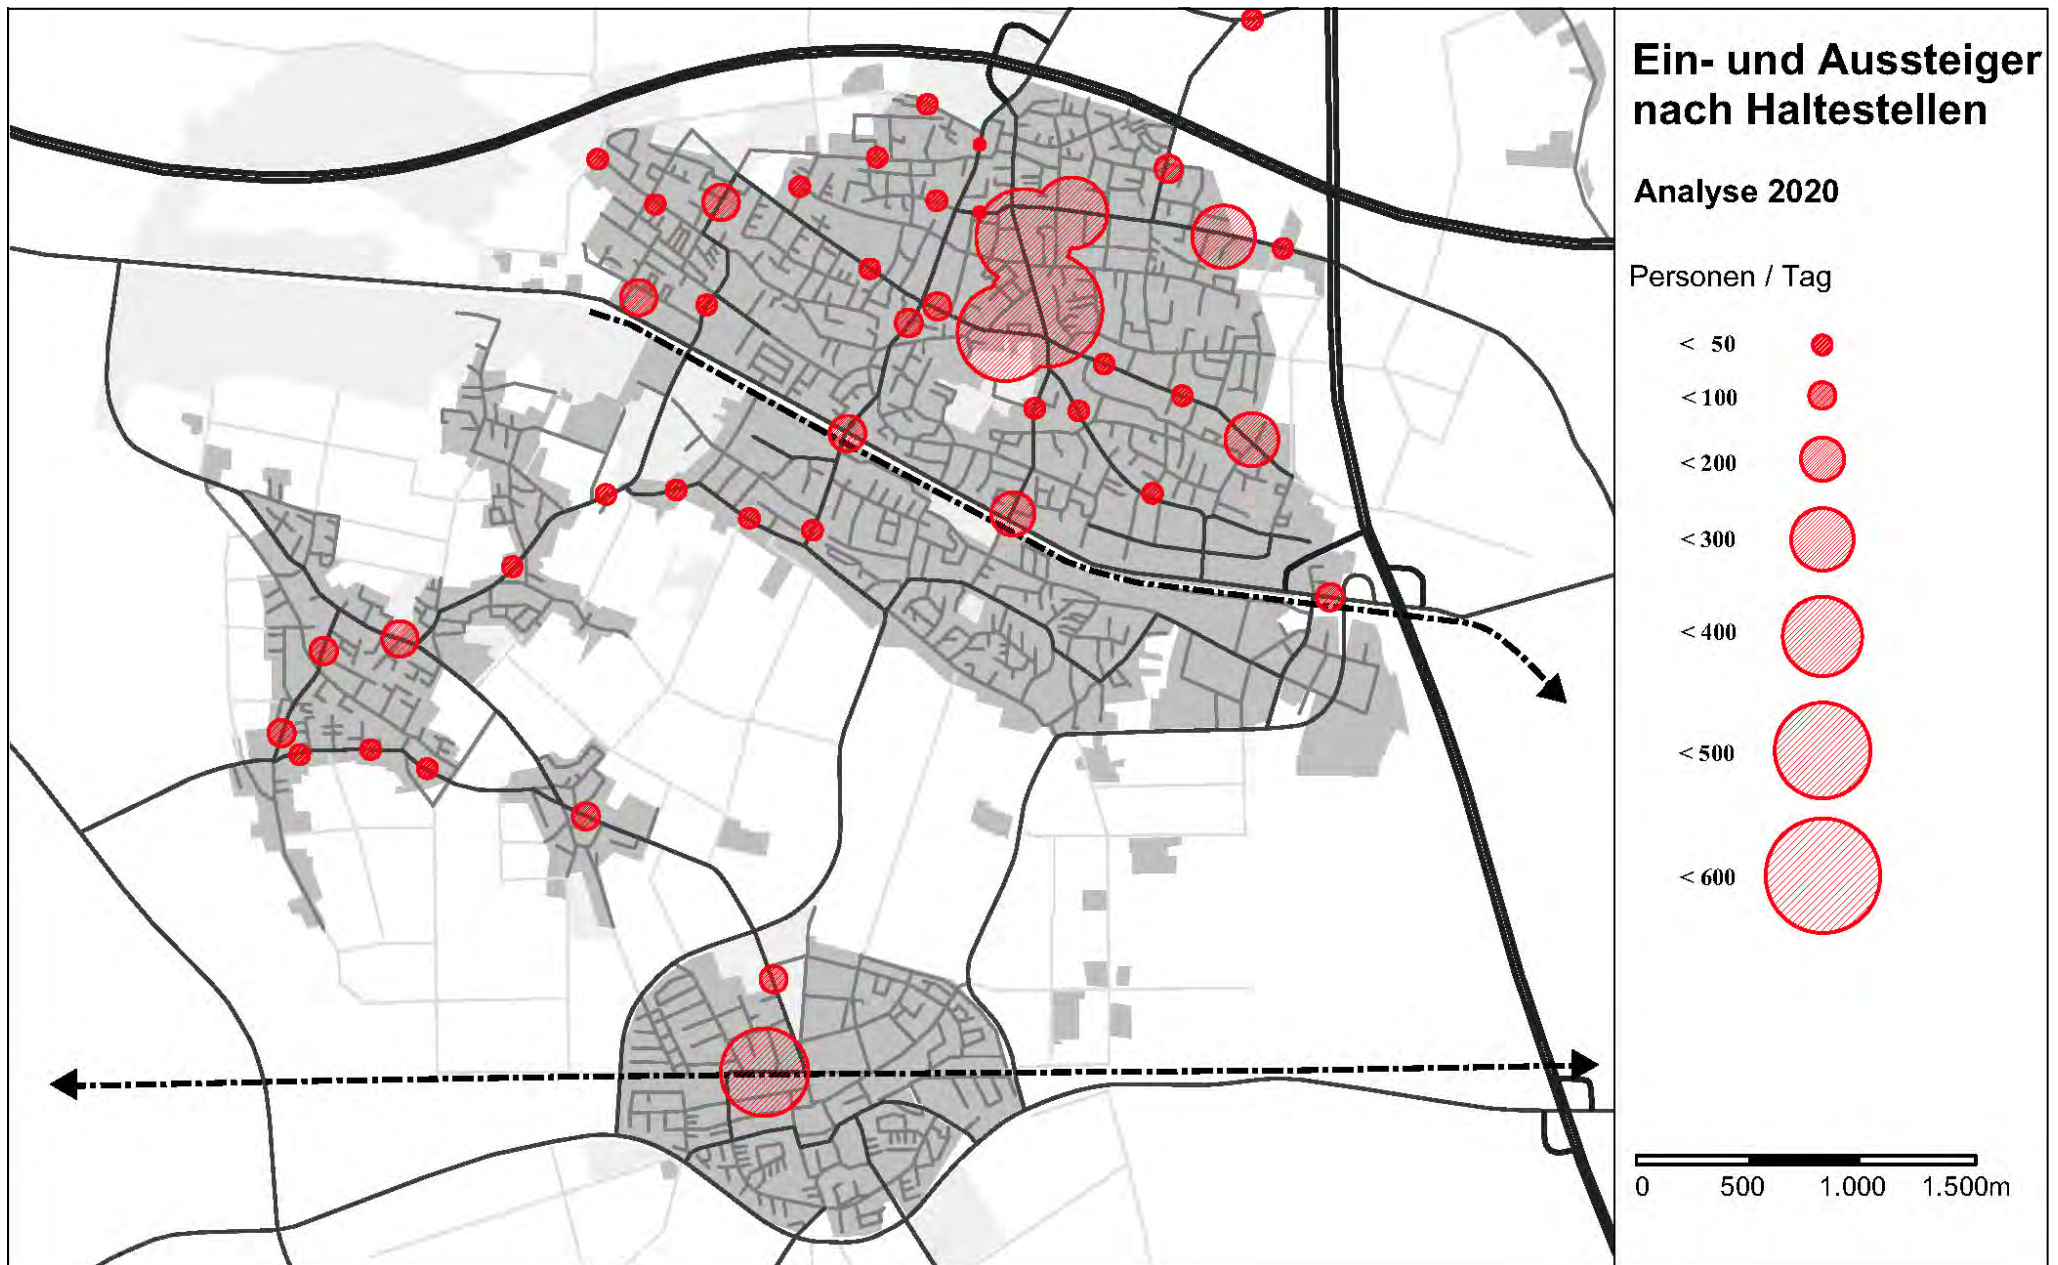 Ein- und Aussteiger
nach Haltestellen
Analyse 2020
Personen / Tag
< 50
< 100
< 200
< 300
< 400
< 500
< 600
0 500 1.000 1.500m